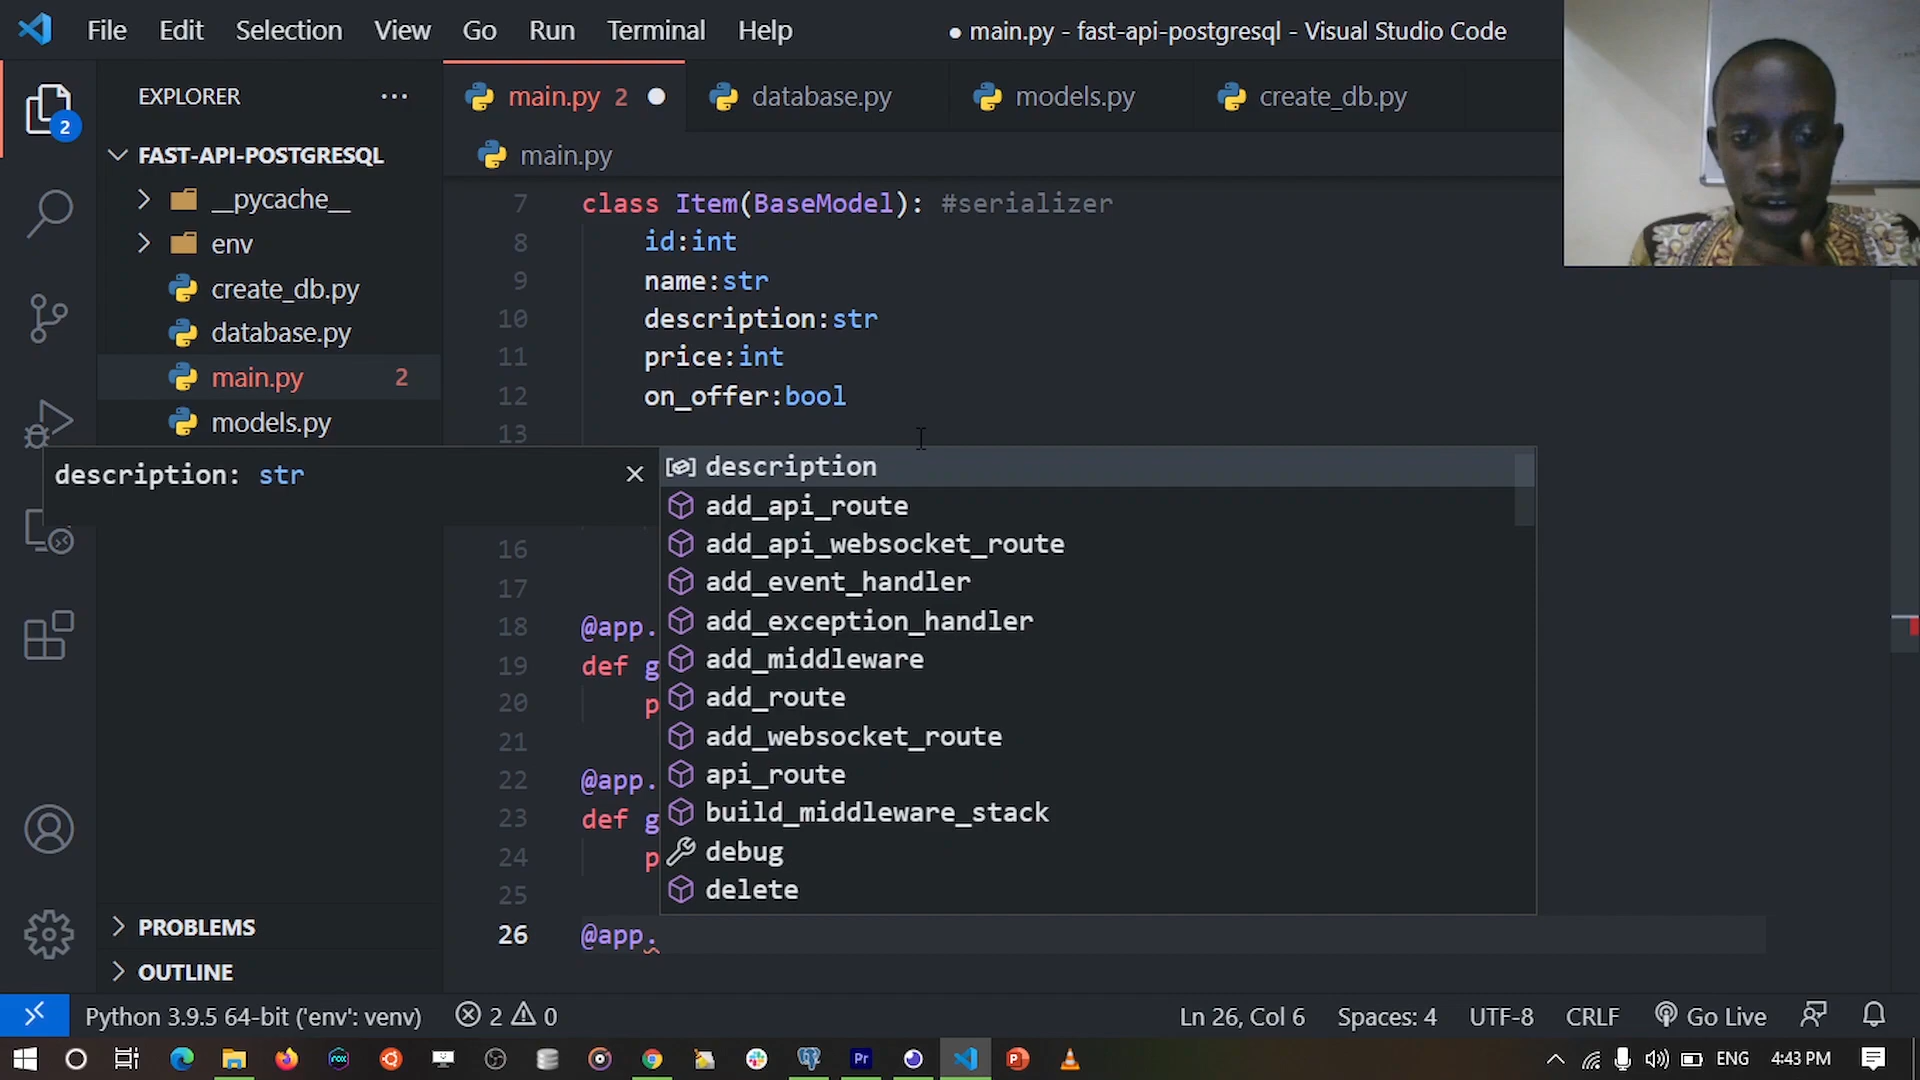 File Edit Selection View Go Run Terminal Help ● main.py - fast-api-postgresql - Visual Studio Code
EXPLORER ···
main.py 2
database.py
models.py
create_db.py
2
FAST-API-POSTGRESQL
main.py
__pycache__
env
create_db.py
database.py
main.py 2
models.py
7 class Item(BaseModel): #serializer
8 id:int
9 name:str
10 description:str
11 price:int
12 on_offer:bool
13
description: str
description
add_api_route
add_api_websocket_route
add_event_handler
add_exception_handler
add_middleware
add_route
add_websocket_route
api_route
build_middleware_stack
debug
delete
16
17
18 @app.
19 def g
20 p
21
22 @app.
23 def g
24 p
25
26 @app.
PROBLEMS
OUTLINE
Python 3.9.5 64-bit ('env': venv) 2 0 Ln 26, Col 6 Spaces: 4 UTF-8 CRLF Go Live
rox Pr P ENG 4:43 PM